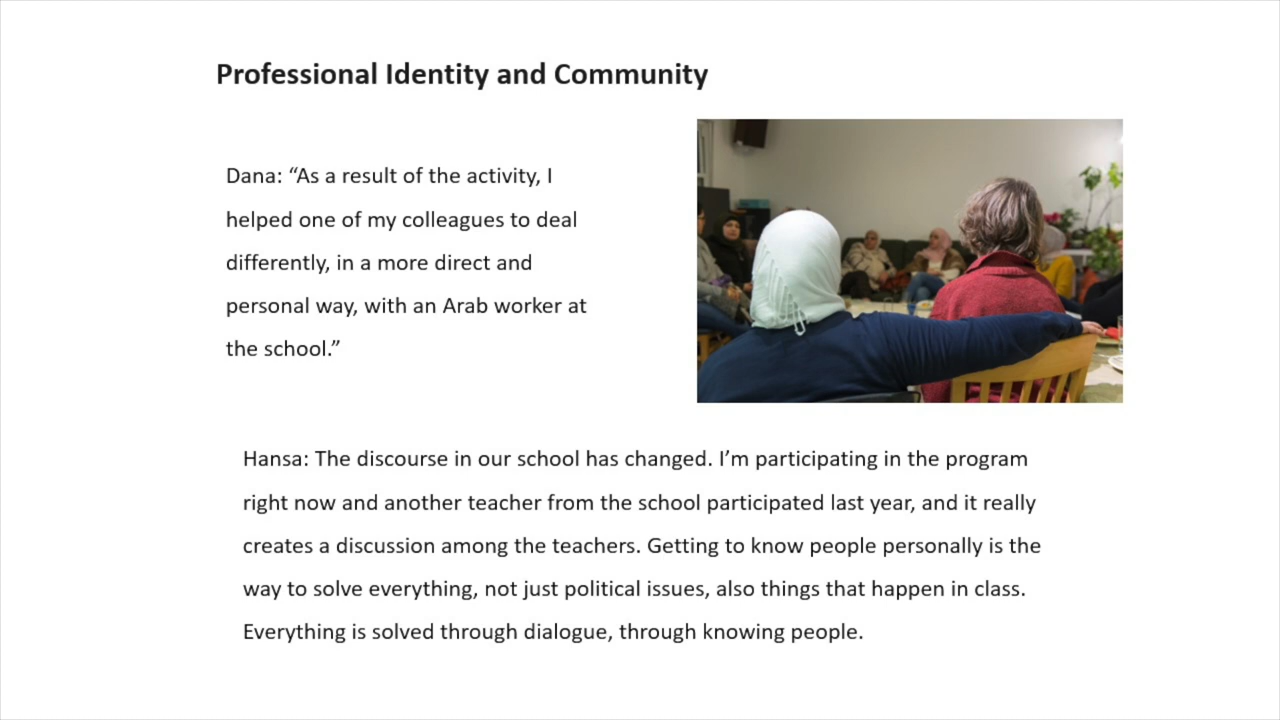 Professional Identity and Community
Dana: “As a result of the activity, I
helped one of my colleagues to deal
differently, in a more direct and
personal way, with an Arab worker at
the school.”
Hansa: The discourse in our school has changed. I’m participating in the program
right now and another teacher from the school participated last year, and it really
creates a discussion among the teachers. Getting to know people personally is the
way to solve everything, not just political issues, also things that happen in class.
Everything is solved through dialogue, through knowing people.